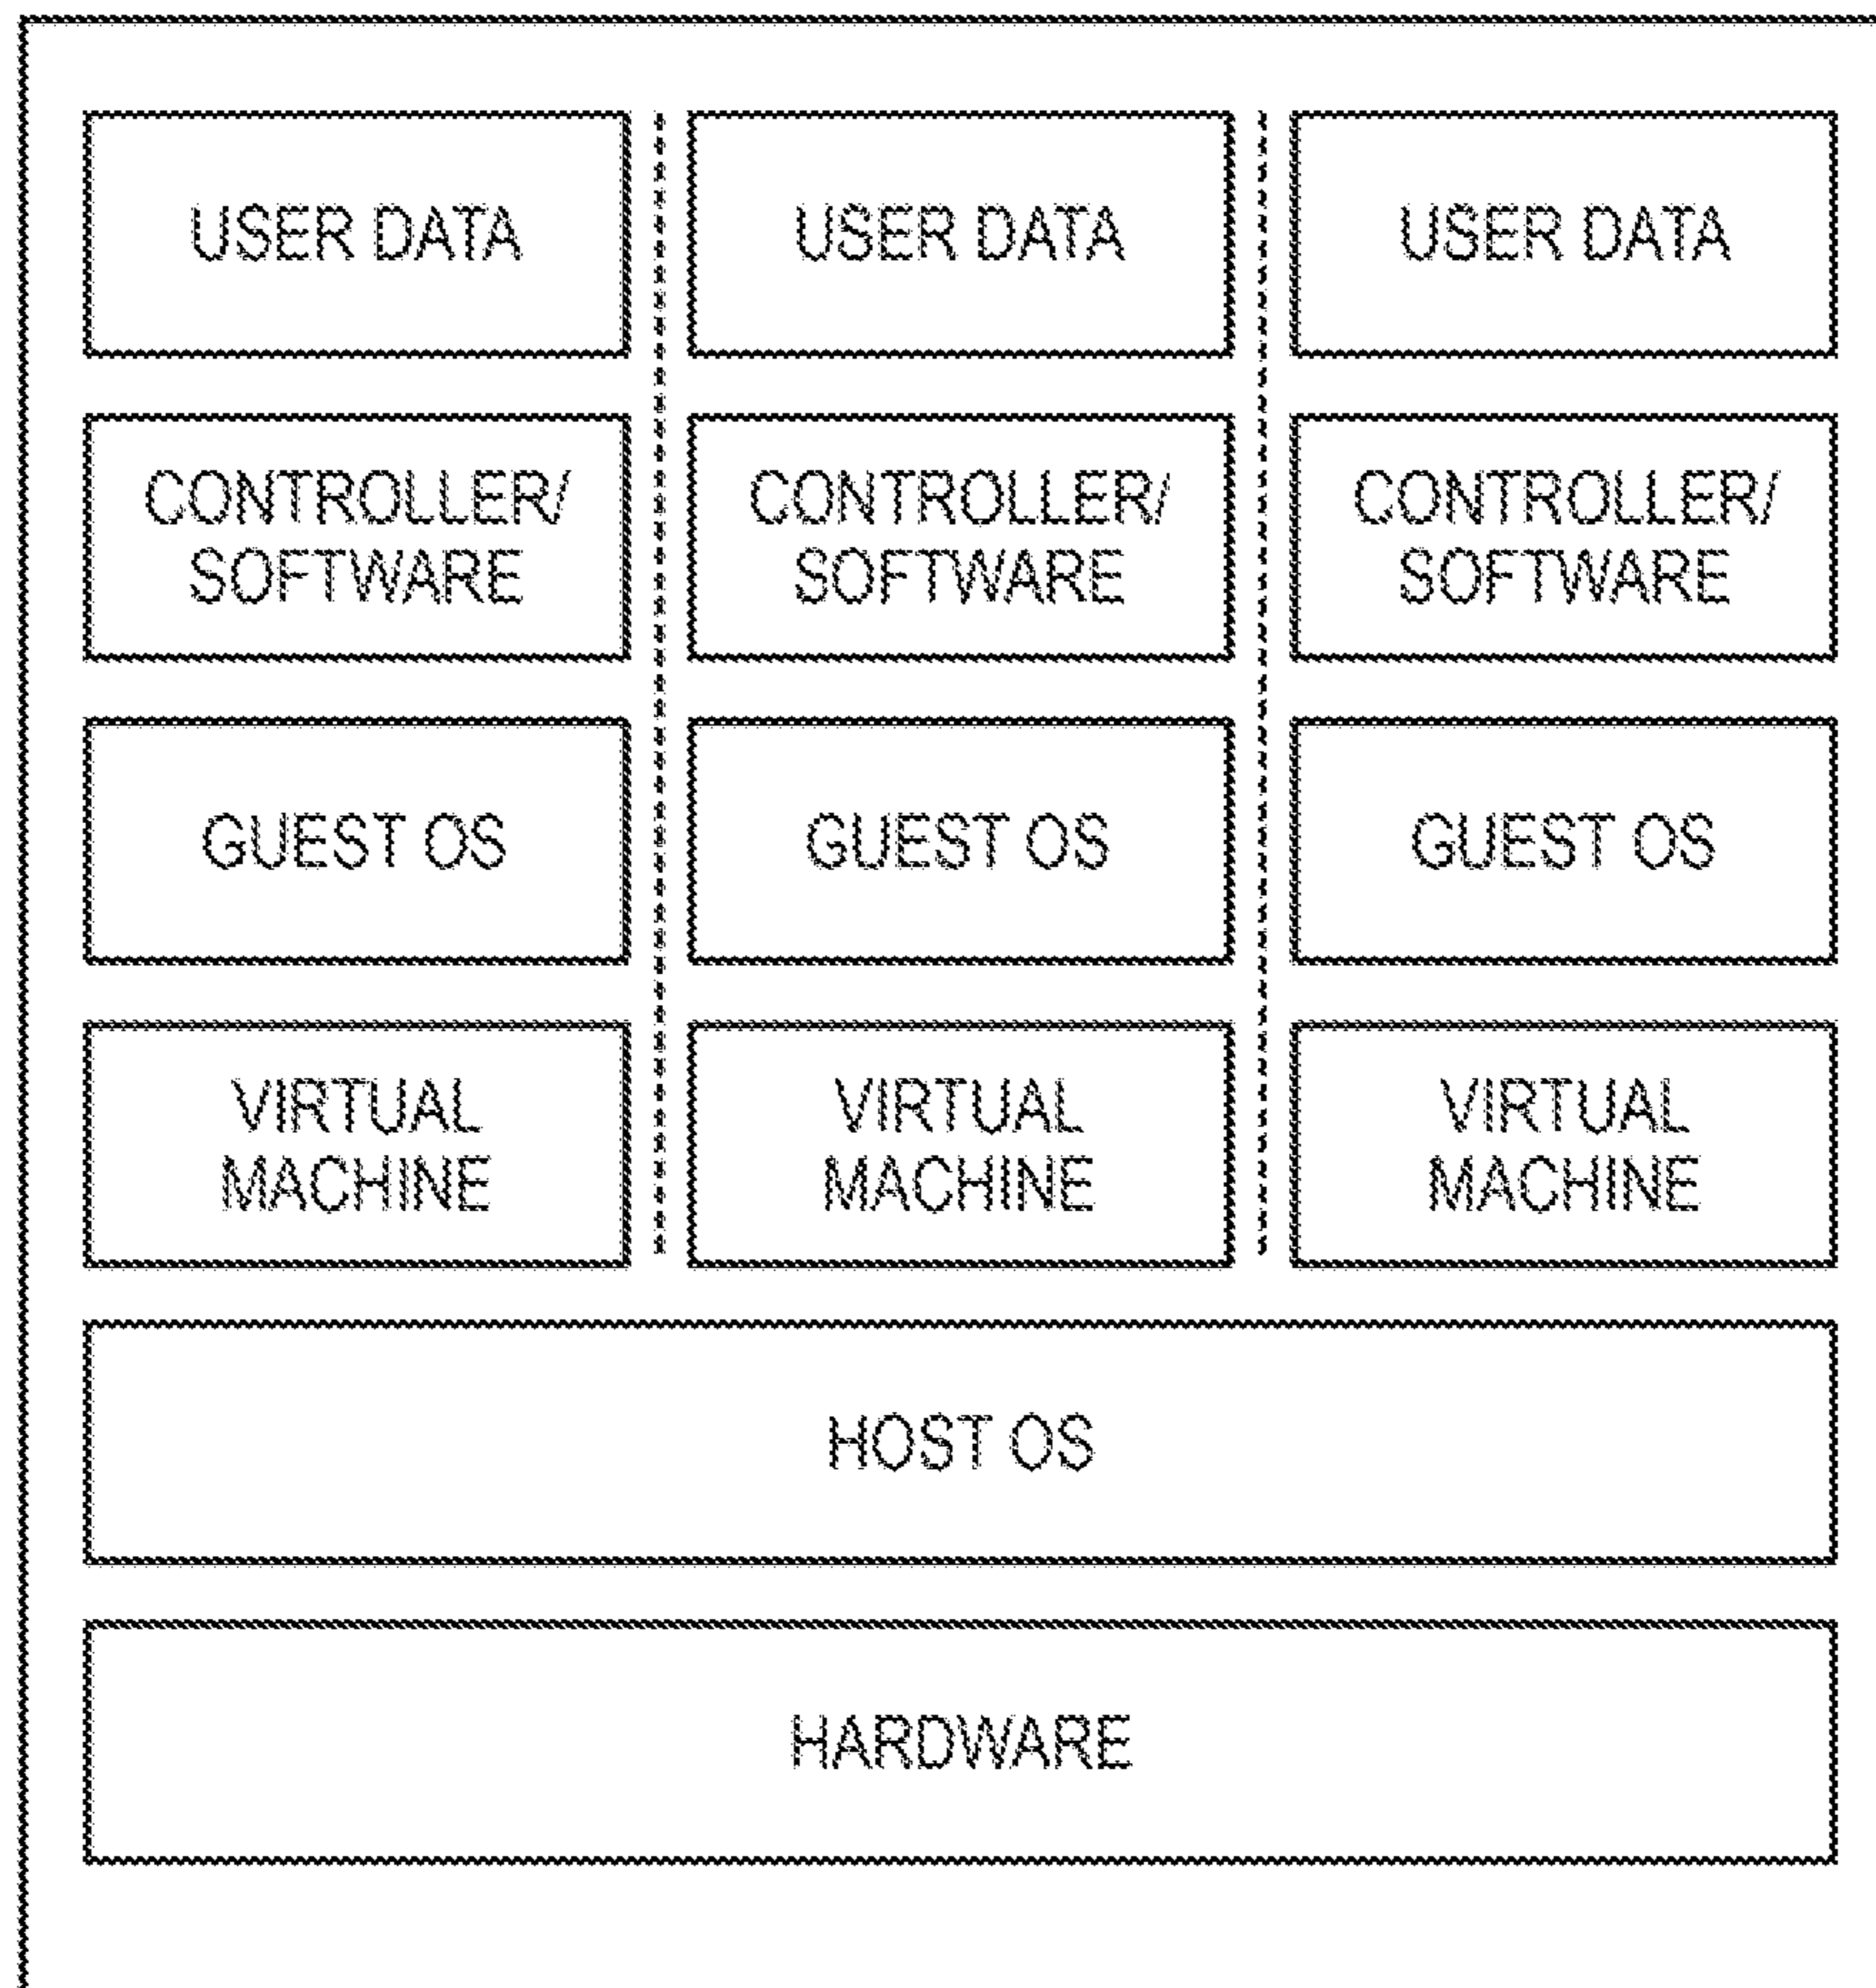 USER DATA
USER DATA
USER DATA
CONTROLLER/
SOFTWARE
CONTROLLER/
SOFTWARE
CONTROLLER/
SOFTWARE
GUEST OS
GUEST OS
GUEST OS
VIRTUAL
MACHINE
VIRTUAL
MACHINE
VIRTUAL
MACHINE
HOST OS
HARDWARE